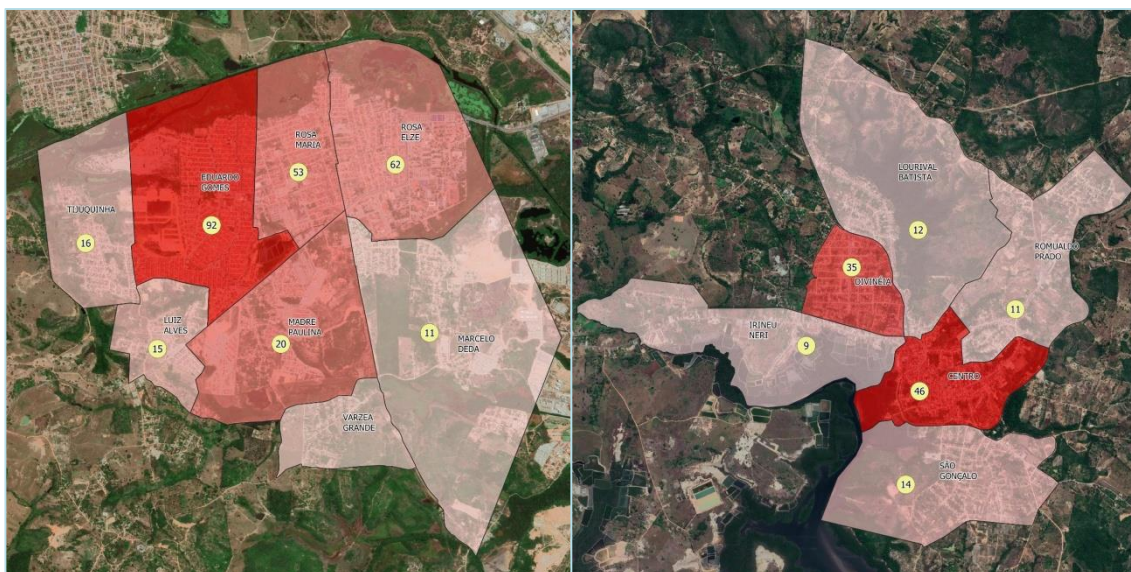 ROSA
MARIA
53
ROSA
ELZE
62
EDUARDO
GOMES
92
TIJUQUINHA
16
LUIZ
ALVES
15
MADRE
PAULINA
20
11
MARCELO
DEDA
VARZEA
GRANDE
LOURIVAL
BATISTA
12
ROMUALDO
PRADO
11
35
DIVINÉIA
IRINEU
NERI
9
CENTRO
46
SÃO
GONÇALO
14